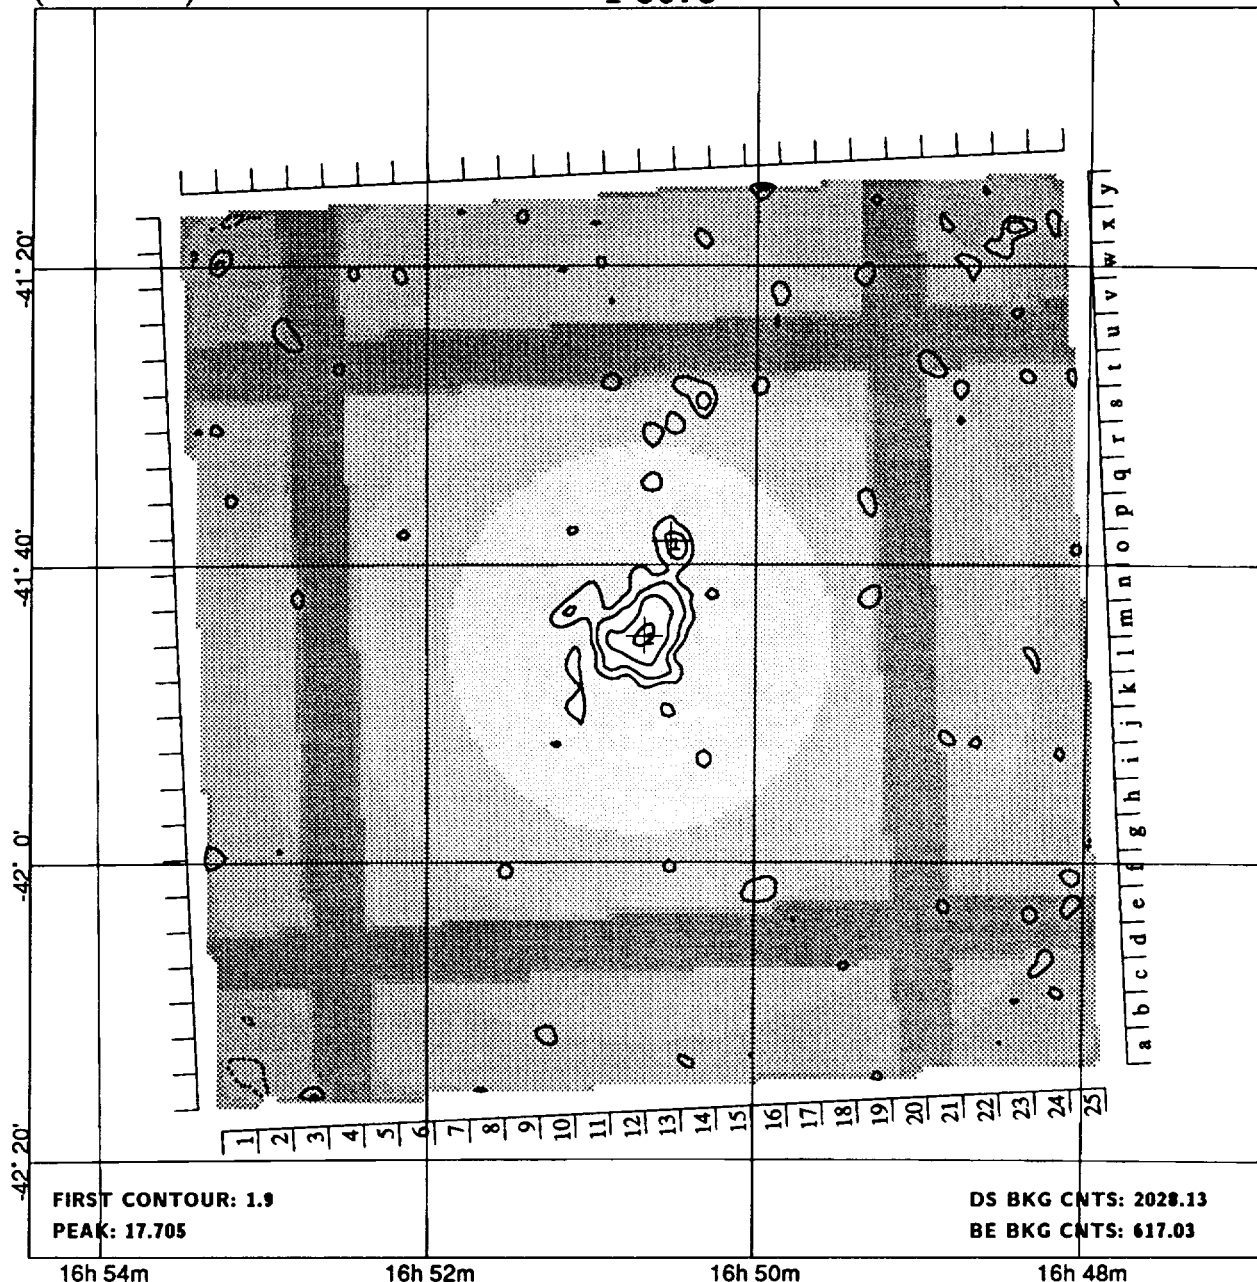 -41° 20'
-41° 40'
-42° 0'
-42° 20'
y
x
w
v
u
t
s
r
q
p
o
n
m
l
k
j
i
h
g
f
e
d
c
b
a
1 2 3 4 5 6 7 8 9 10 11 12 13 14 15 16 17 18 19 20 21 22 23 24 25
1
2
FIRST CONTOUR: 1.9
PEAK: 17.705
DS BKG CNTS: 2028.13
BE BKG CNTS: 617.03
16h 54m 16h 52m 16h 50m 16h 48m